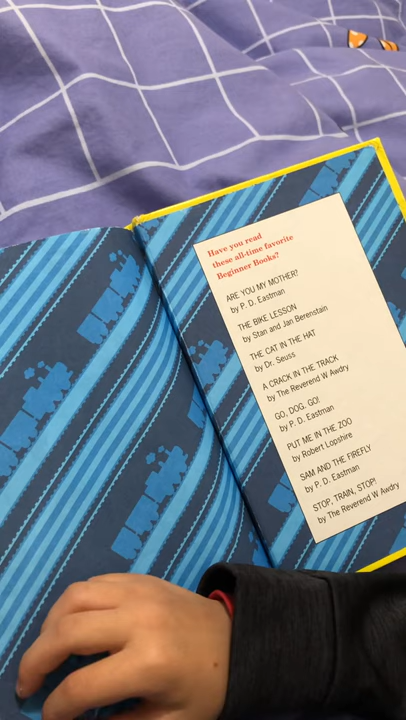 Have you read
these all-time favorite
Beginner Books?
ARE YOU MY MOTHER?
by P. D. Eastman
THE BIKE LESSON
by Stan and Jan Berenstain
THE CAT IN THE HAT
by Dr. Seuss
A CRACK IN THE TRACK
by The Reverend W Awdry
GO, DOG, GO!
by P. D. Eastman
PUT ME IN THE ZOO
by Robert Lopshire
SAM AND THE FIREFLY
by P. D. Eastman
STOP, TRAIN, STOP!
by The Reverend W Awdry